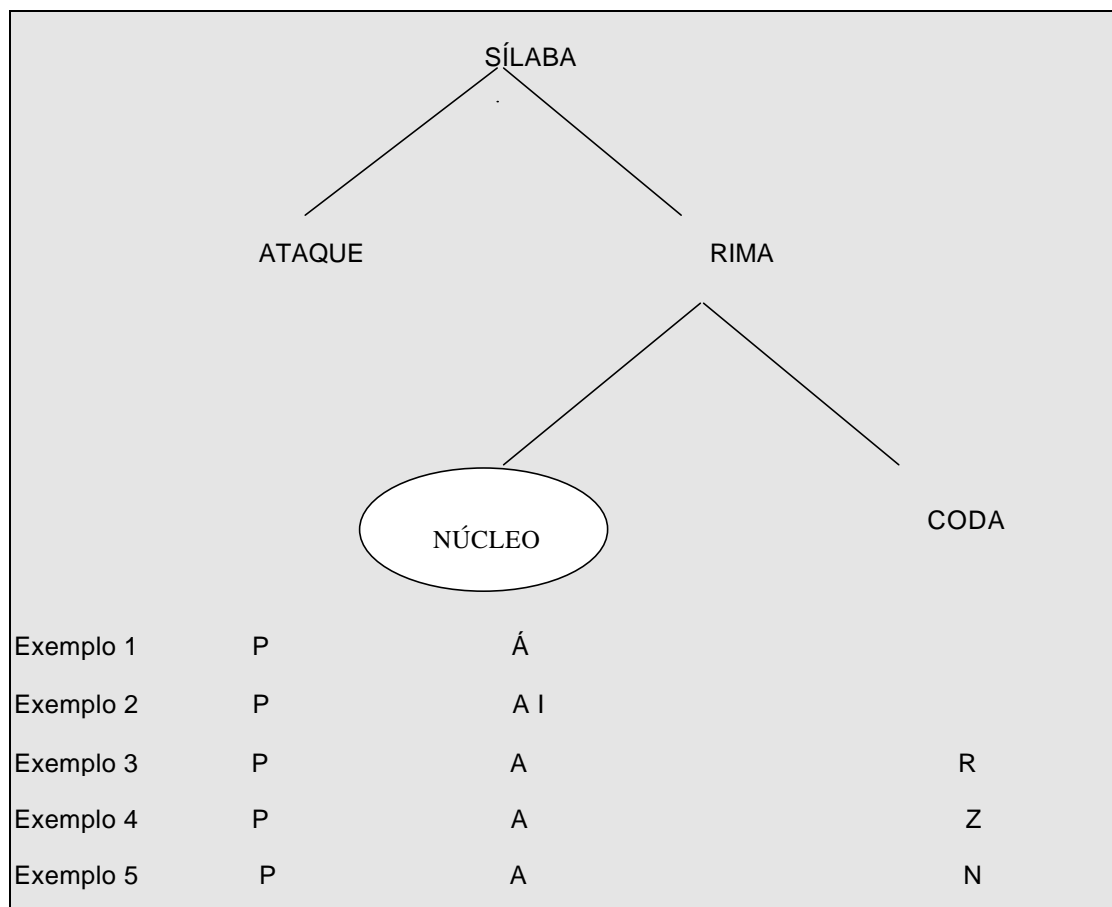 SÍLABA
ATAQUE RIMA
CODA
NÚCLEO
Exemplo 1 P Á
Exemplo 2 P A I
Exemplo 3 P A R
Exemplo 4 P A Z
Exemplo 5 P A N